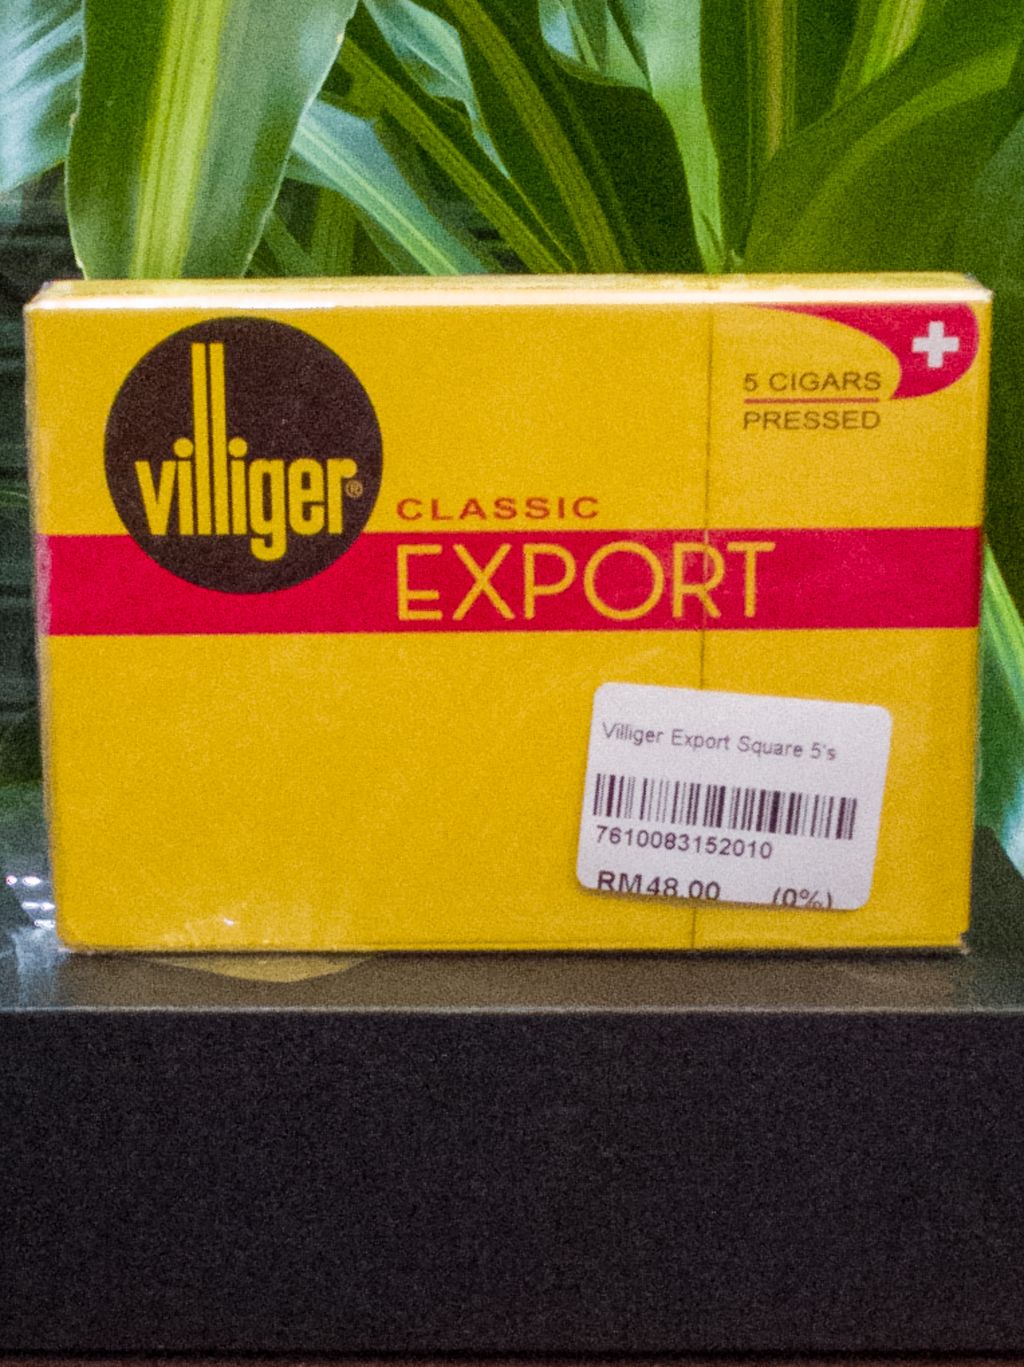 villiger®
5 CIGARS
PRESSED
CLASSIC
EXPORT
Villiger Export Square 5's
7610083152010
RM48.00 (0%)